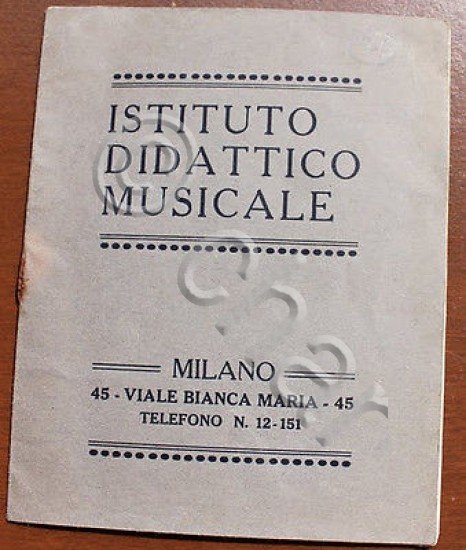 ISTITUTO
DIDATTICO
MUSICALE
MILANO
45 - VIALE BIANCA MARIA - 45
TELEFONO N. 12-151